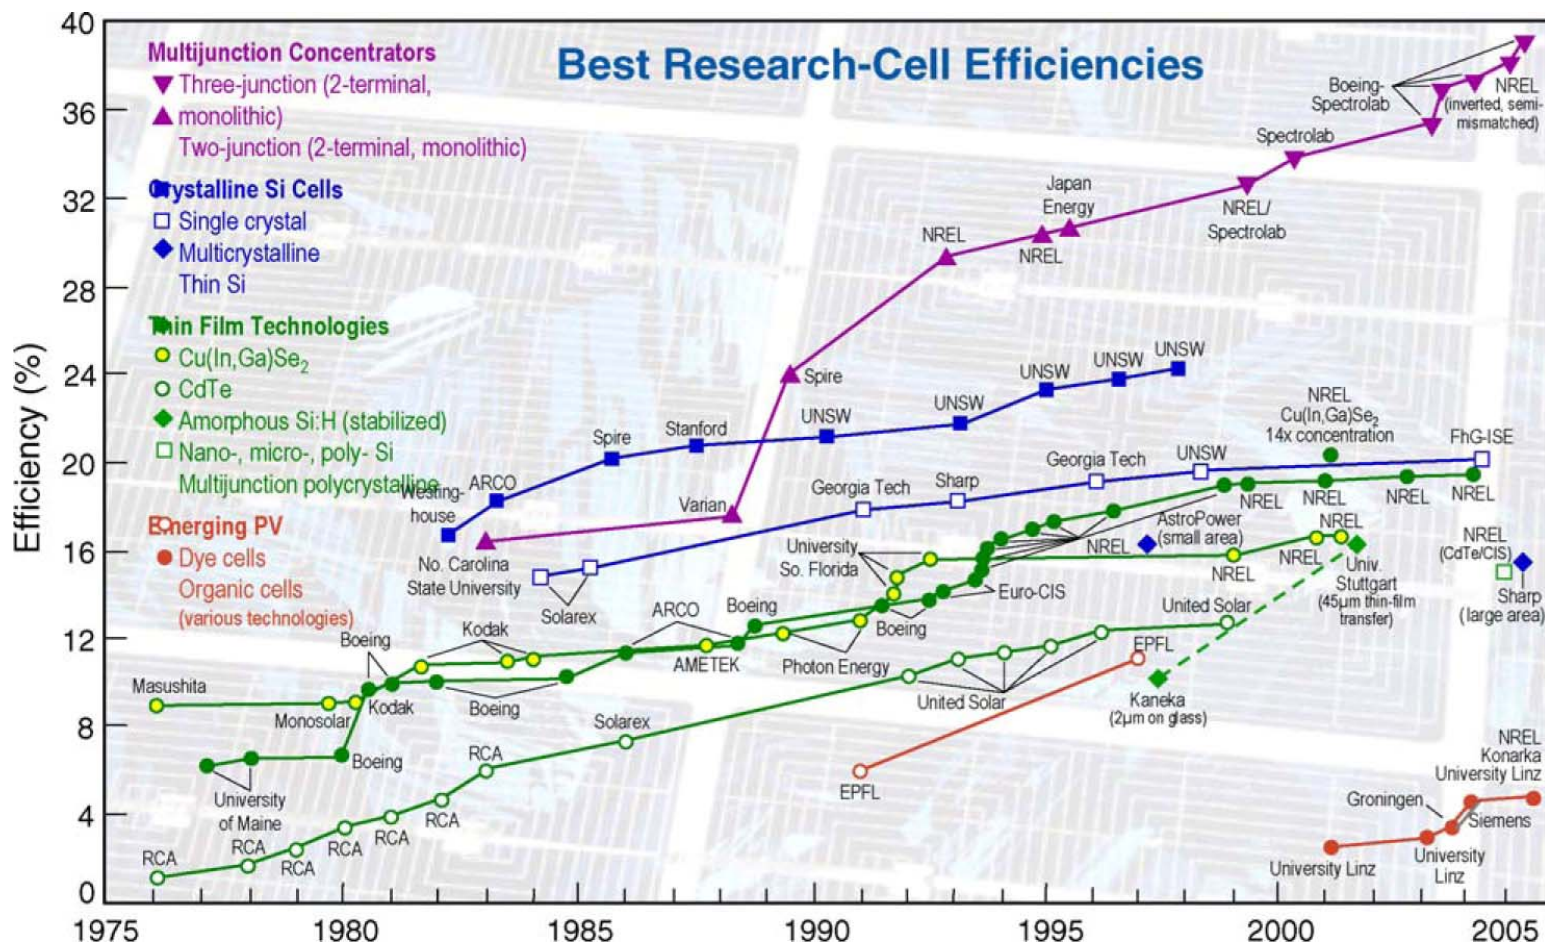 Best Research-Cell Efficiencies
Efficiency (%)
40
36
32
28
24
20
16
12
8
4
0
1975
1980
1985
1990
1995
2000
2005
Multijunction Concentrators
Three-junction (2-terminal,
monolithic)
Two-junction (2-terminal, monolithic)
Crystalline Si Cells
Single crystal
Multicrystalline
Thin Si
Thin Film Technologies
Cu(In,Ga)Se2
CdTe
Amorphous Si:H (stabilized)
Nano-, micro-, poly- Si
Multijunction polycrystalline
Emerging PV
Dye cells
Organic cells
(various technologies)
Boeing-
Spectrolab
NREL
(inverted, semi-
mismatched)
Spectrolab
Japan
Energy
NREL/
Spectrolab
NREL
NREL
Spire
Varian
No. Carolina
State University
Westing-
house
ARCO
Spire
Stanford
UNSW
UNSW
UNSW
UNSW
UNSW
NREL
Cu(In,Ga)Se2
14x concentration
FhG-ISE
UNSW
Georgia Tech
Sharp
Georgia Tech
Solarex
NREL
NREL
NREL
NREL
AstroPower
(small area)
NREL
NREL
NREL
NREL
University
So. Florida
Euro-CIS
NREL
(CdTe/CIS)
Univ.
Stuttgart
(45µm thin-film
transfer)
Sharp
(large area)
ARCO
Boeing
Boeing
Kodak
Boeing
AMETEK
Photon Energy
United Solar
EPFL
Masushita
Monosolar
Kodak
Boeing
Boeing
United Solar
Kaneka
(2µm on glass)
Solarex
University
of Maine
RCA
RCA
RCA
RCA
RCA
RCA
RCA
EPFL
NREL
Konarka
University Linz
Groningen
Siemens
University Linz
University
Linz